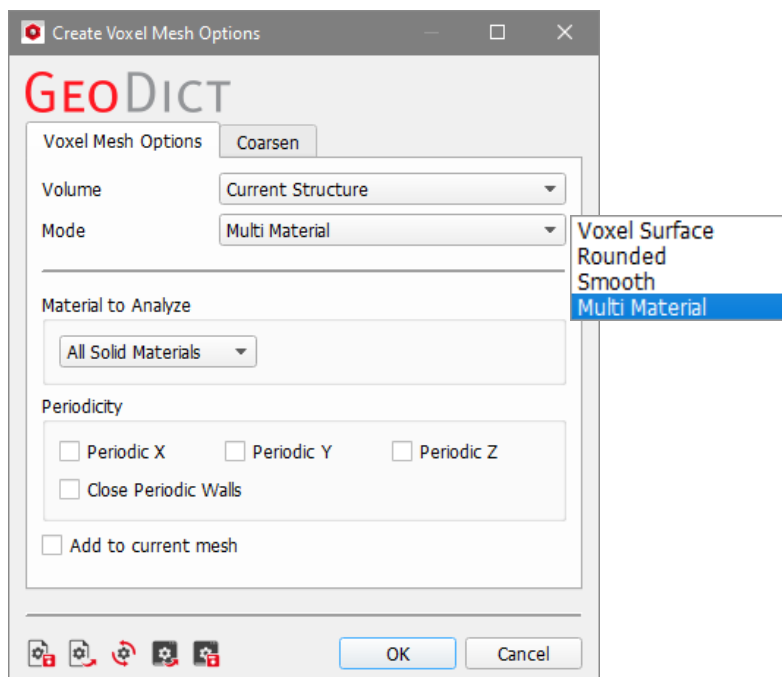 Create Voxel Mesh Options
GEODICT
Voxel Mesh Options Coarsen
Volume Current Structure
Mode Multi Material
Voxel Surface
Rounded
Smooth
Multi Material
Material to Analyze
All Solid Materials
Periodicity
Periodic X Periodic Y Periodic Z
Close Periodic Walls
Add to current mesh
OK Cancel